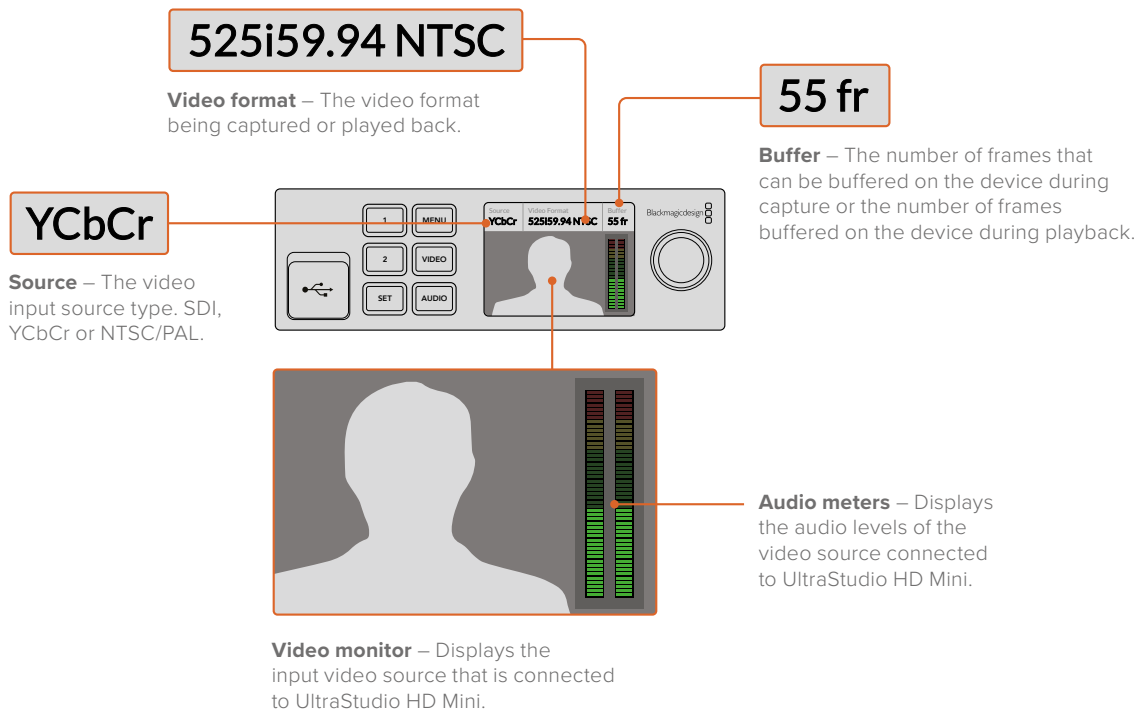 525i59.94 NTSC
Video format – The video format
being captured or played back.
55 fr
Buffer – The number of frames that
can be buffered on the device during
capture or the number of frames
buffered on the device during playback.
YCbCr
Source – The video
input source type. SDI,
YCbCr or NTSC/PAL.
1
MENU
2
VIDEO
SET
AUDIO
Source
YCbCr
Video Format
525i59.94 NTSC
Buffer
55 fr
Blackmagicdesign
Audio meters – Displays
the audio levels of the
video source connected
to UltraStudio HD Mini.
Video monitor – Displays the
input video source that is connected
to UltraStudio HD Mini.